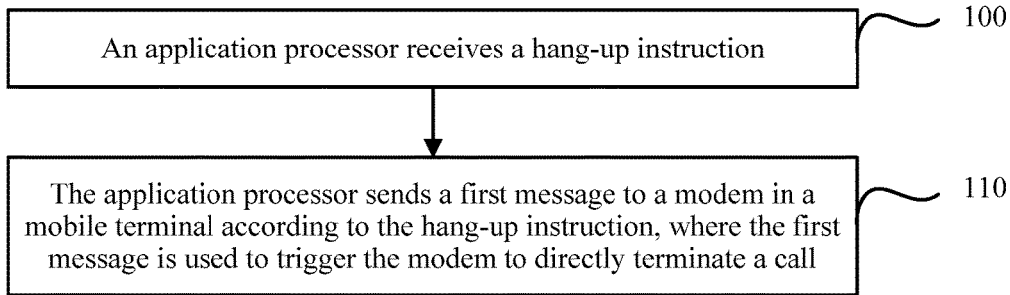 An application processor receives a hang-up instruction
100
The application processor sends a first message to a modem in a
mobile terminal according to the hang-up instruction, where the first
message is used to trigger the modem to directly terminate a call
110